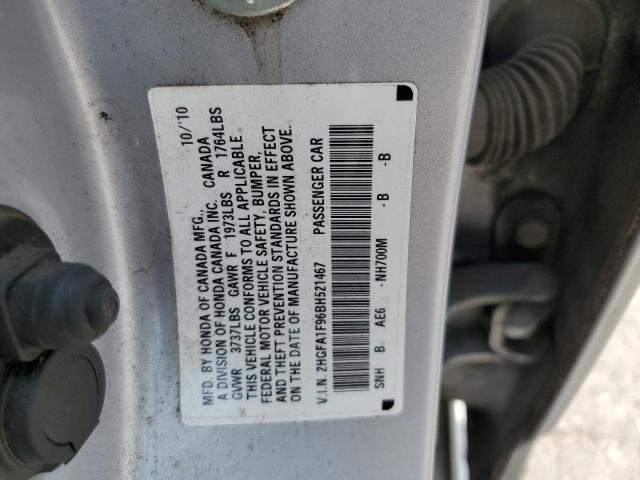 MFD. BY HONDA OF CANADA MFG., 10/'10
A DIVISION OF HONDA CANADA INC. CANADA
GVWR 3737LBS GAWR F 1973LBS R 1764LBS
THIS VEHICLE CONFORMS TO ALL APPLICABLE
FEDERAL MOTOR VEHICLE SAFETY, BUMPER,
AND THEFT PREVENTION STANDARDS IN EFFECT
ON THE DATE OF MANUFACTURE SHOWN ABOVE.
V.I.N. 2HGFA1F96BH521467 PASSENGER CAR
SNH B AE6 -NH700M -B -B